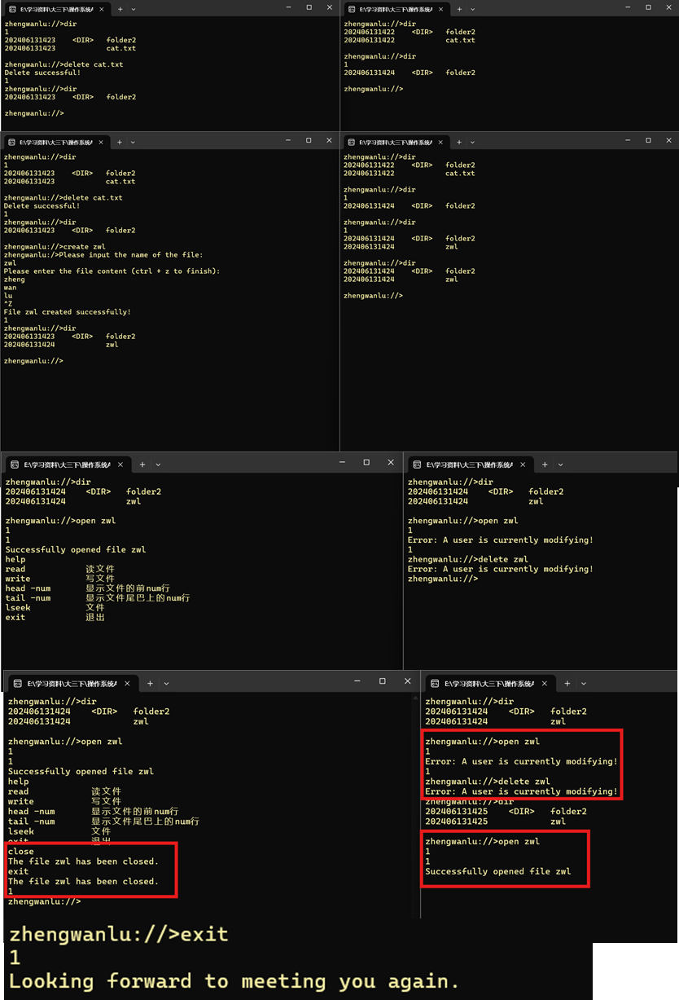 E:\学习资料\大三下\操作系统A
zhengwanlu://>dir
1
202406131423    <DIR>   folder2
202406131423            cat.txt
zhengwanlu://>delete cat.txt
Delete successful!
1
zhengwanlu://>dir
202406131423    <DIR>   folder2
zhengwanlu://>
E:\学习资料\大三下\操作系统A
zhengwanlu://>dir
202406131422    <DIR>   folder2
202406131422            cat.txt
zhengwanlu://>dir
1
202406131424    <DIR>   folder2
zhengwanlu://>
E:\学习资料\大三下\操作系统A
zhengwanlu://>dir
1
202406131423    <DIR>   folder2
202406131423            cat.txt
zhengwanlu://>delete cat.txt
Delete successful!
1
zhengwanlu://>dir
202406131423    <DIR>   folder2
zhengwanlu://>create zwl
zhengwanlu:/>Please input the name of the file:
zwl
Please enter the file content (ctrl + z to finish):
zheng
wan
lu
^Z
File zwl created successfully!
1
zhengwanlu://>dir
202406131423    <DIR>   folder2
202406131424            zwl
zhengwanlu://>
E:\学习资料\大三下\操作系统A
zhengwanlu://>dir
202406131422    <DIR>   folder2
202406131422            cat.txt
zhengwanlu://>dir
1
202406131424    <DIR>   folder2
zhengwanlu://>dir
1
202406131424    <DIR>   folder2
202406131424            zwl
zhengwanlu://>dir
202406131424    <DIR>   folder2
202406131424            zwl
zhengwanlu://>
E:\学习资料\大三下\操作系统A
zhengwanlu://>dir
202406131424    <DIR>   folder2
202406131424            zwl
zhengwanlu://>open zwl
1
1
Successfully opened file zwl
help
read            读文件
write           写文件
head -num       显示文件的前num行
tail -num       显示文件尾巴上的num行
lseek           文件
exit            退出
E:\学习资料\大三下\操作系统A
zhengwanlu://>dir
202406131424    <DIR>   folder2
202406131424            zwl
zhengwanlu://>open zwl
1
Error: A user is currently modifying!
1
zhengwanlu://>delete zwl
Error: A user is currently modifying!
zhengwanlu://>
E:\学习资料\大三下\操作系统A
zhengwanlu://>dir
202406131424    <DIR>   folder2
202406131424            zwl
zhengwanlu://>open zwl
1
1
Successfully opened file zwl
help
read            读文件
write           写文件
head -num       显示文件的前num行
tail -num       显示文件尾巴上的num行
lseek           文件
exit            退出
close
The file zwl has been closed.
exit
The file zwl has been closed.
1
zhengwanlu://>
E:\学习资料\大三下\操作系统A
zhengwanlu://>dir
202406131424    <DIR>   folder2
202406131424            zwl
zhengwanlu://>open zwl
1
Error: A user is currently modifying!
1
zhengwanlu://>delete zwl
Error: A user is currently modifying!
zhengwanlu://>dir
202406131425    <DIR>   folder2
202406131425            zwl
zhengwanlu://>open zwl
1
1
Successfully opened file zwl
zhengwanlu://>exit
1
Looking forward to meeting you again.